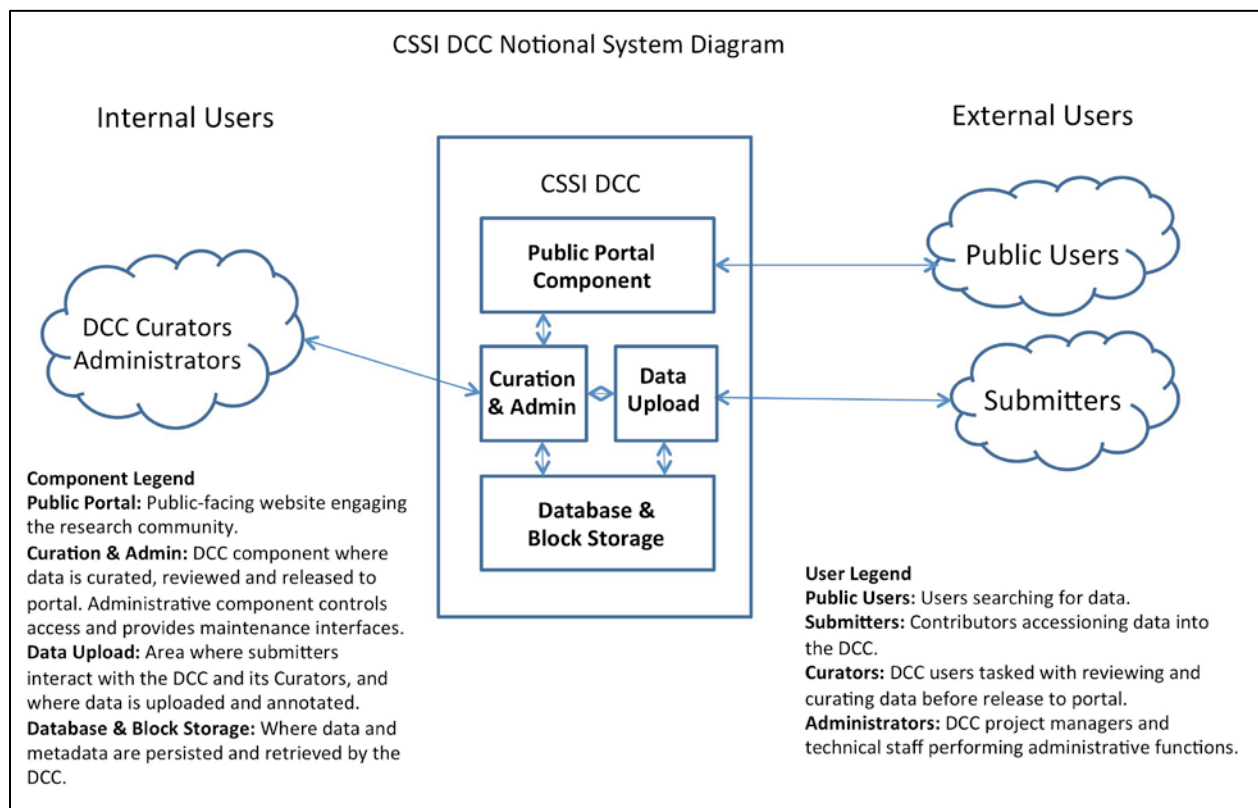 CSSI DCC Notional System Diagram
Internal Users
External Users
CSSI DCC
Public Portal
Component
Public Users
DCC Curators
Administrators
Curation
& Admin
Data
Upload
Submitters
Database &
Block Storage
Component Legend
Public Portal: Public-facing website engaging
the research community.
Curation & Admin: DCC component where
data is curated, reviewed and released to
portal. Administrative component controls
access and provides maintenance interfaces.
Data Upload: Area where submitters
interact with the DCC and its Curators, and
where data is uploaded and annotated.
Database & Block Storage: Where data and
metadata are persisted and retrieved by the
DCC.
User Legend
Public Users: Users searching for data.
Submitters: Contributors accessioning data into
the DCC.
Curators: DCC users tasked with reviewing and
curating data before release to portal.
Administrators: DCC project managers and
technical staff performing administrative functions.